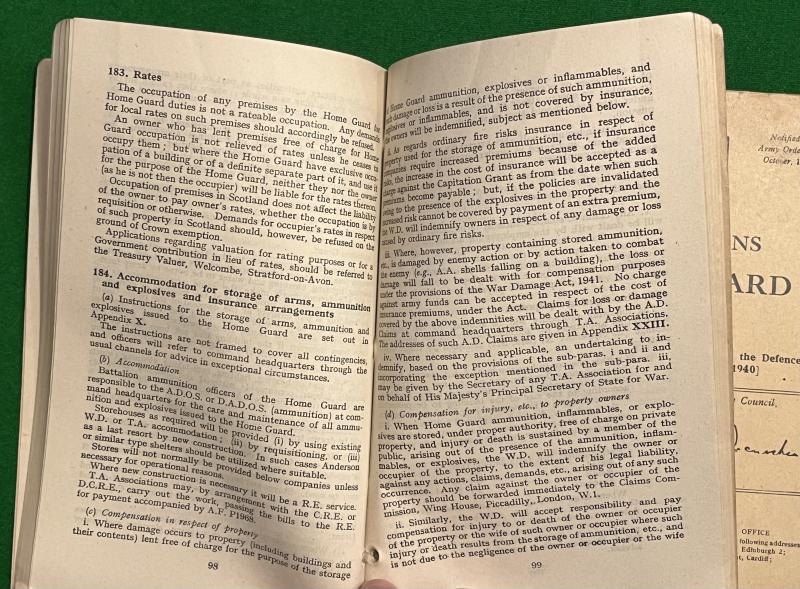 183. Rates
The occupation of any premises by the Home Guard for
Home Guard duties is not a rateable occupation. Any demand
for local rates on such premises should accordingly be refused.
An owner who has lent premises free of charge for Home
Guard occupation is not relieved of rates unless he ceases to
occupy them; but where the Home Guard have exclusive occu-
pation of a building or of a definite separate part of it, and use it
for the purpose of the Home Guard, neither they nor the owner
(as he is not then the occupier) will be liable for the rates thereon.
Occupation of premises in Scotland does not affect the liability
of the owner to pay owner's rates, whether the occupation is by
requisition or otherwise. Demands for occupier's rates in respect
of such property in Scotland should, however, be refused on the
ground of Crown exemption.
Applications regarding valuation for rating purposes or for a
Government contribution in lieu of rates, should be referred to
the Treasury Valuer, Welcombe, Stratford-on-Avon.
184. Accommodation for storage of arms, ammunition
and explosives and insurance arrangements
(a) Instructions for the storage of arms, ammunition and
explosives issued to the Home Guard are set out in
Appendix X.
The instructions are not framed to cover all contingencies,
and officers will refer to command headquarters through the
usual channels for advice in exceptional circumstances.
(b) Accommodation
Battalion ammunition officers of the Home Guard are
responsible to the A.D.O.S. or D.A.D.O.S. (ammunition) at com-
mand headquarters for the care and maintenance of all ammu-
nition and explosives issued to the Home Guard.
Storehouses as required will be provided (i) by using existing
W.D. or T.A. accommodation; (ii) by requisitioning, or (iii)
as a last resort by new construction. In such cases Anderson
or similar type shelters should be utilized where suitable.
Stores will not normally be provided below companies unless
necessary for operational reasons.
Where new construction is necessary it will be a R.E. service.
T.A. Associations may, by arrangement with the C.R.E. or
D.C.R.E., carry out the work, passing the bills to the R.E.
for payment accompanied by A.F. P1968.
(c) Compensation in respect of property
i. Where damage occurs to property (including buildings and
their contents) lent free of charge for the purpose of the storage
98
Home Guard ammunition, explosives or inflammables, and
damage or loss is a result of the presence of such ammunition,
explosives or inflammables, and is not covered by insurance,
owners will be indemnified, subject as mentioned below.
As regards ordinary fire risks insurance in respect of
property used for the storage of ammunition, etc., if insurance
companies require increased premiums because of the added
risks, the increase in the cost of insurance will be accepted as a
charge against the Capitation Grant as from the date when such
premiums become payable; but, if the policies are invalidated
owing to the presence of the explosives in the property and the
increased risk cannot be covered by payment of an extra premium,
W.D. will indemnify owners in respect of any damage or loss
caused by ordinary fire risks.
iii. Where, however, property containing stored ammunition,
etc., is damaged by enemy action or by action taken to combat
the enemy (e.g., A.A. shells falling on a building), the loss or
damage will fall to be dealt with for compensation purposes
under the provisions of the War Damage Act, 1941. No charge
against army funds can be accepted in respect of the cost of
insurance premiums, under the Act. Claims for loss or damage
covered by the above indemnities will be dealt with by the A.D.
Claims at command headquarters through T.A. Associations.
The addresses of such A.D. Claims are given in Appendix XXIII.
iv. Where necessary and applicable, an undertaking to in-
demnify, based on the provisions of the sub-paras. i and ii and
incorporating the exception mentioned in the sub-para. iii,
may be given by the Secretary of any T.A. Association for and
on behalf of His Majesty's Principal Secretary of State for War.
(d) Compensation for injury, etc., to property owners
i. When Home Guard ammunition, inflammables, or explo-
sives are stored, under proper authority, free of charge on private
property, and injury or death is sustained by a member of the
public, arising out of the presence of the ammunition, inflam-
mables, or explosives, the W.D. will indemnify the owner or
occupier of the property, to the extent of his legal liability,
against any actions, claims, demands, etc., arising out of any such
occurrence. Any claim against the owner or occupier of the
property should be forwarded immediately to the Claims Com-
mission, Wing House, Piccadilly, London, W.1.
ii. Similarly, the W.D. will accept responsibility and pay
compensation for injury to or death of the owner or occupier
of the property or the wife of such owner or occupier where such
injury or death results from the storage of ammunition, etc., and
is not due to the negligence of the owner or occupier or the wife
99
Notified
Army Orde
October, 1
NS
ARD
the Defence
1940]
Council,
OFFICE
following addresses
Edinburgh 2;
t, Cardiff;